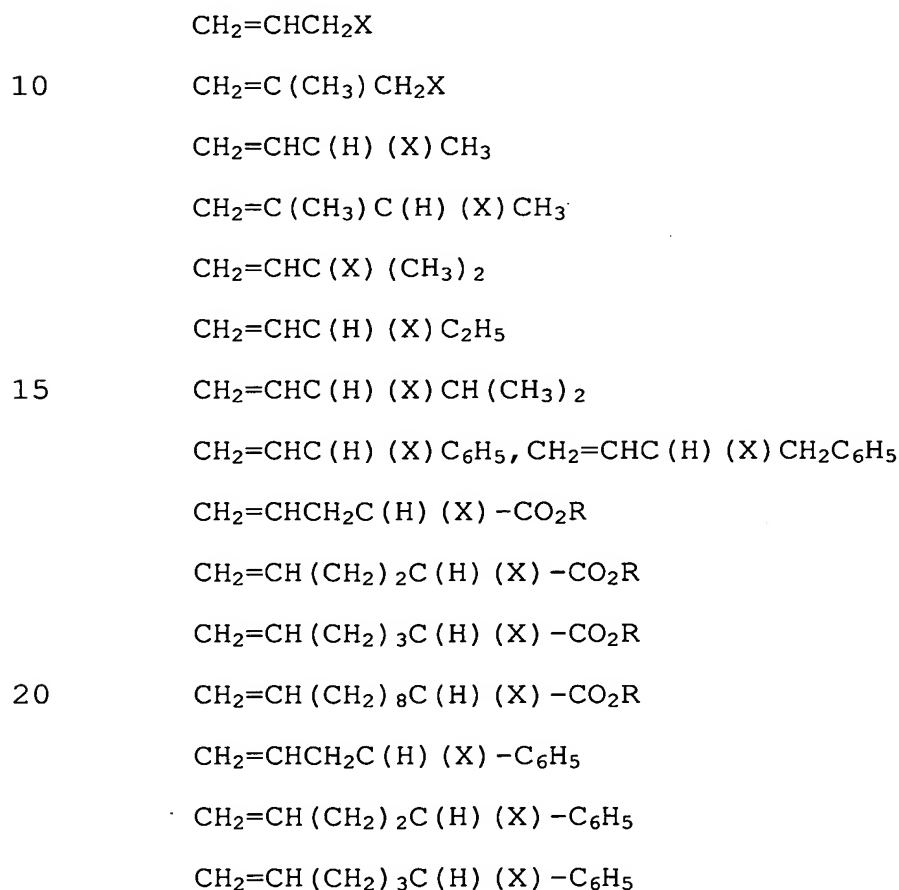 CH₂=CHCH₂X
10 CH₂=C(CH₃)CH₂X
CH₂=CHC(H)(X)CH₃
CH₂=C(CH₃)C(H)(X)CH₃
CH₂=CHC(X)(CH₃)₂
CH₂=CHC(H)(X)C₂H₅
15 CH₂=CHC(H)(X)CH(CH₃)₂
CH₂=CHC(H)(X)C₆H₅, CH₂=CHC(H)(X)CH₂C₆H₅
CH₂=CHCH₂C(H)(X)-CO₂R
CH₂=CH(CH₂)₂C(H)(X)-CO₂R
CH₂=CH(CH₂)₃C(H)(X)-CO₂R
20 CH₂=CH(CH₂)₈C(H)(X)-CO₂R
CH₂=CHCH₂C(H)(X)-C₆H₅
CH₂=CH(CH₂)₂C(H)(X)-C₆H₅
CH₂=CH(CH₂)₃C(H)(X)-C₆H₅